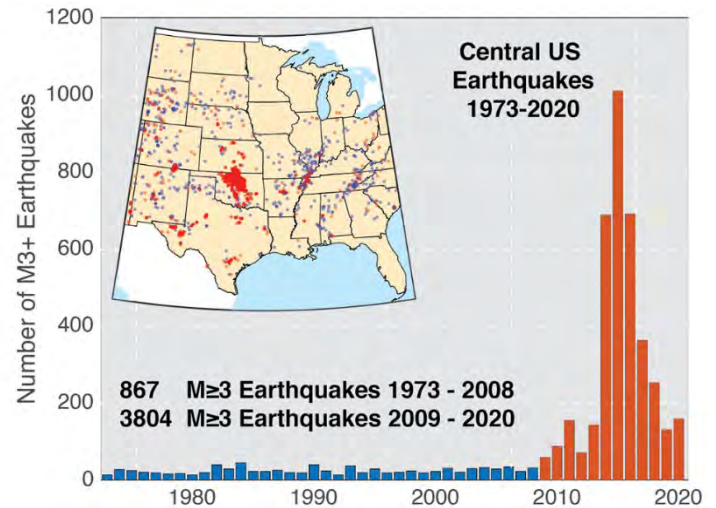 1200
1000
800
600
400
200
0
Number of M3+ Earthquakes
Central US
Earthquakes
1973-2020
867 M≥3 Earthquakes 1973 - 2008
3804 M≥3 Earthquakes 2009 - 2020
1980 1990 2000 2010 2020